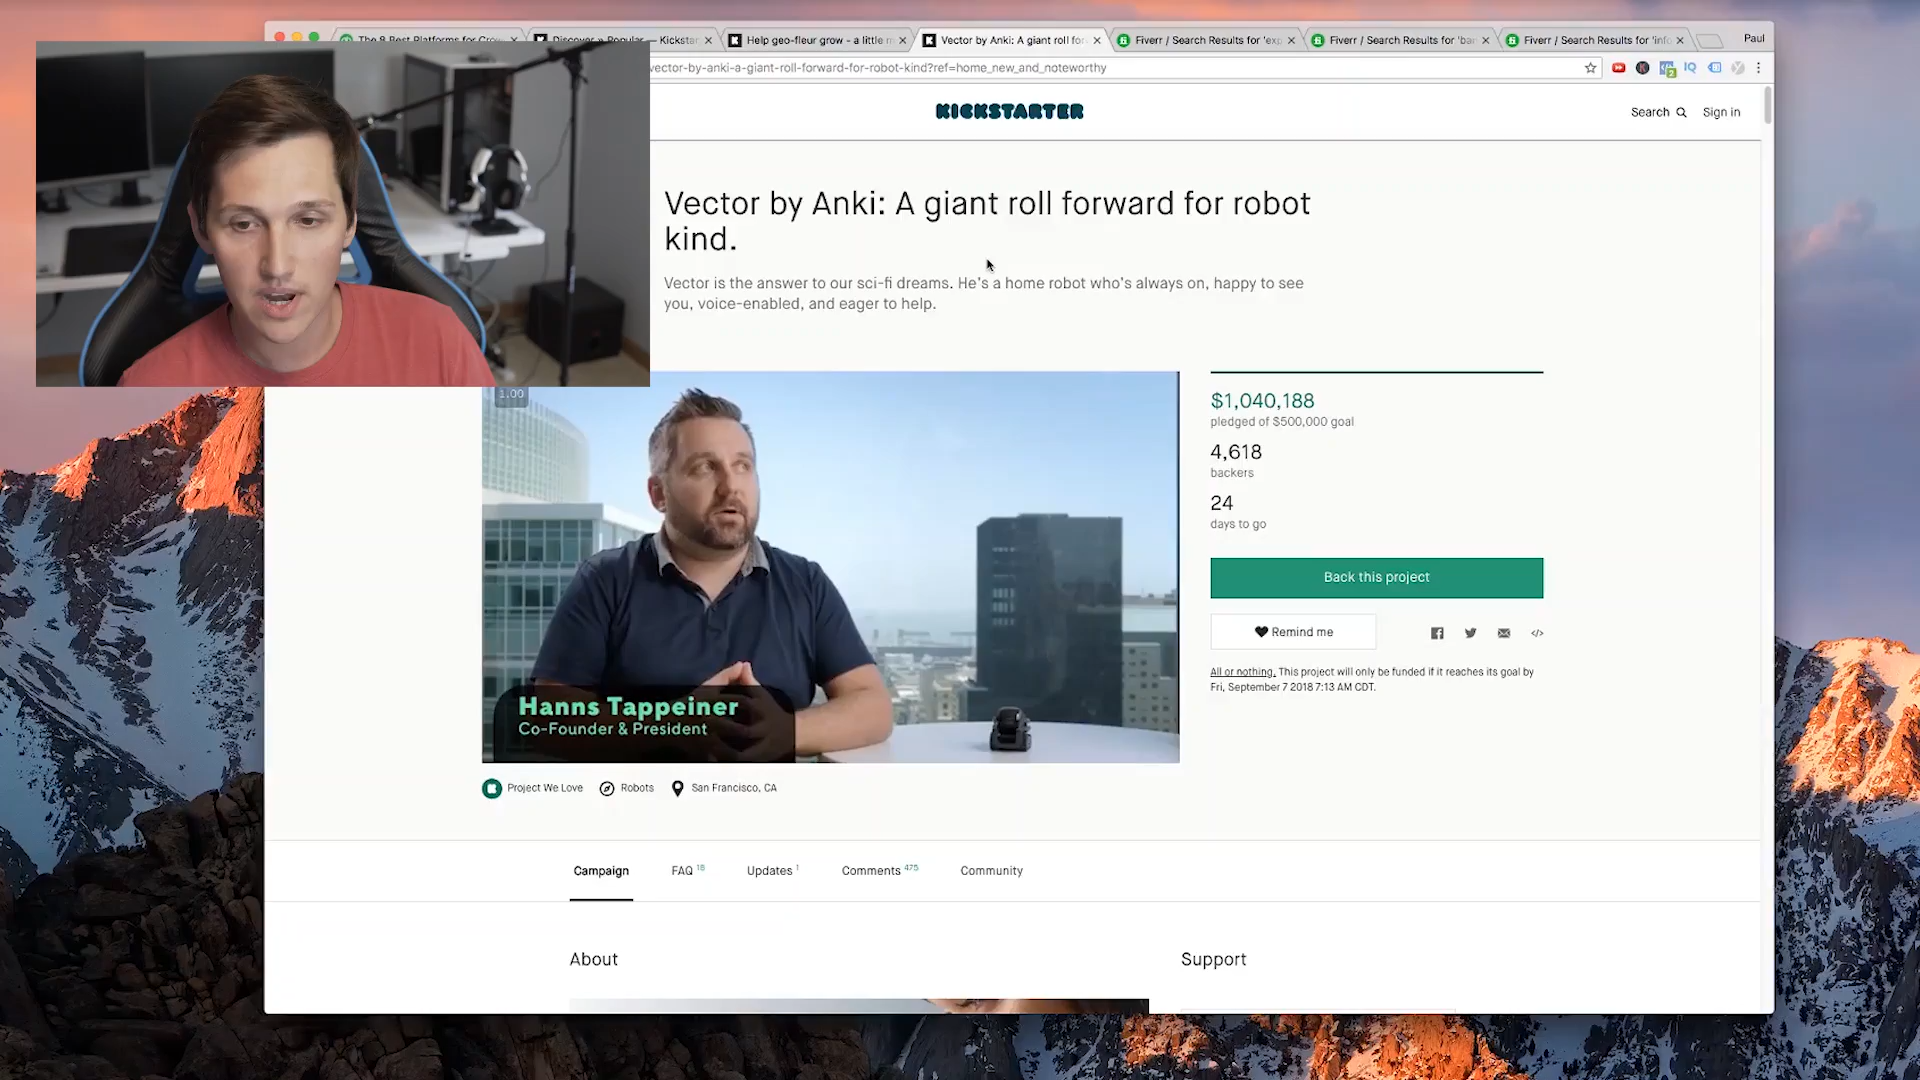 The 8 Best Platforms for Crow
Discover » Popular — Kickstar
Help geo-fleur grow - a little m
Vector by Anki: A giant roll for
Fiverr / Search Results for 'exp
Fiverr / Search Results for 'ban
Fiverr / Search Results for 'info
Paul
vector-by-anki-a-giant-roll-forward-for-robot-kind?ref=home_new_and_noteworthy
KICKSTARTER
Search
Sign in
Vector by Anki: A giant roll forward for robot
kind.
Vector is the answer to our sci-fi dreams. He's a home robot who's always on, happy to see
you, voice-enabled, and eager to help.
1.00
Hanns Tappeiner
Co-Founder & President
$1,040,188
pledged of $500,000 goal
4,618
backers
24
days to go
Back this project
Remind me
All or nothing. This project will only be funded if it reaches its goal by
Fri, September 7 2018 7:13 AM CDT.
Project We Love
Robots
San Francisco, CA
Campaign
FAQ 18
Updates 1
Comments 475
Community
About
Support